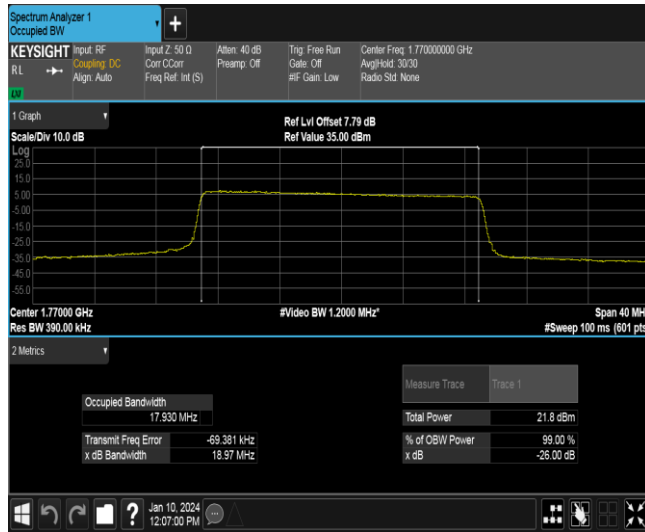 Spectrum Analyzer 1
Occupied BW
+
KEYSIGHT Input: RF Input Z: 50 Ω Atten: 40 dB Trig: Free Run Center Freq: 1.770000000 GHz
RL Coupling: DC Corr CCorr Preamp: Off Gate: Off Avg|Hold: 30/30
Align: Auto Freq Ref: Int (S) #IF Gain: Low Radio Std: None
LXI
1 Graph
Ref Lvl Offset 7.79 dB
Scale/Div 10.0 dB Ref Value 35.00 dBm
Log
25.0
15.0
5.00
-5.00
-15.0
-25.0
-35.0
-45.0
-55.0
Center 1.77000 GHz #Video BW 1.2000 MHz* Span 40 MH
Res BW 390.00 kHz #Sweep 100 ms (601 pts
2 Metrics
Measure Trace Trace 1
Occupied Bandwidth
17.930 MHz Total Power 21.8 dBm
Transmit Freq Error -69.381 kHz % of OBW Power 99.00 %
x dB Bandwidth 18.97 MHz x dB -26.00 dB
? Jan 10, 2024
12:07:00 PM